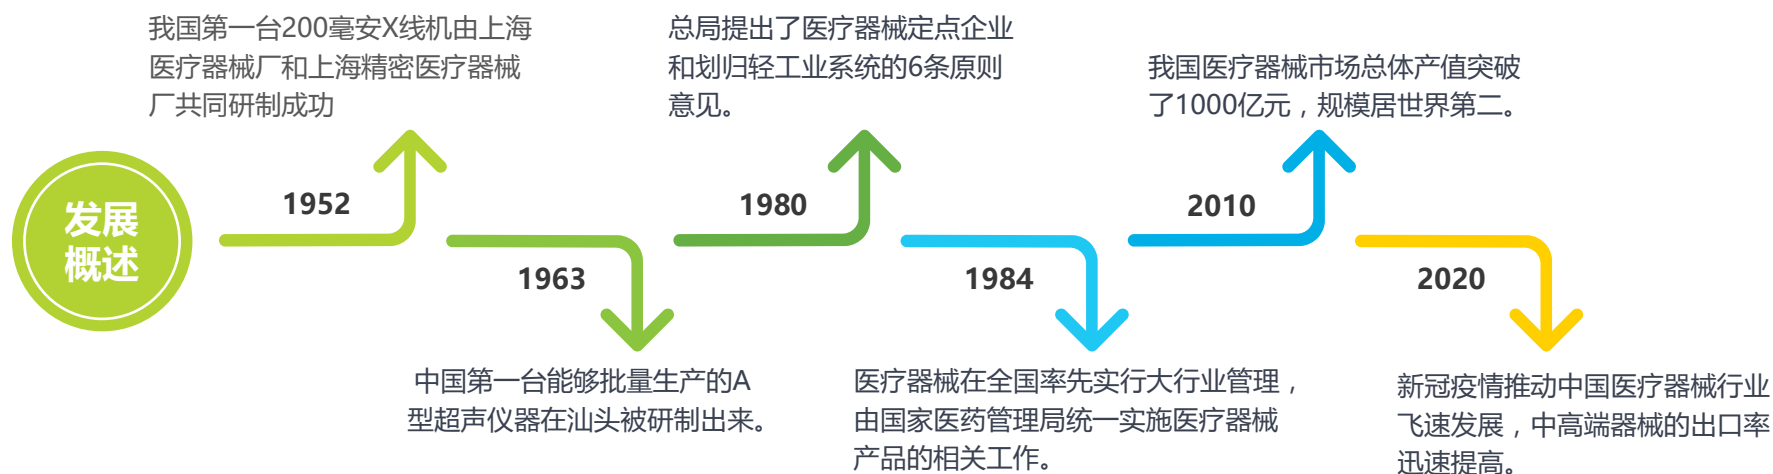 发展
概述
我国第一台200毫安X线机由上海
医疗器械厂和上海精密医疗器械
厂共同研制成功
1952
1963
中国第一台能够批量生产的A
型超声仪器在汕头被研制出来。
总局提出了医疗器械定点企业
和划归轻工业系统的6条原则
意见。
1980
1984
医疗器械在全国率先实行大行业管理，
由国家医药管理局统一实施医疗器械
产品的相关工作。
我国医疗器械市场总体产值突破
了1000亿元，规模居世界第二。
2010
2020
新冠疫情推动中国医疗器械行业
飞速发展，中高端器械的出口率
迅速提高。